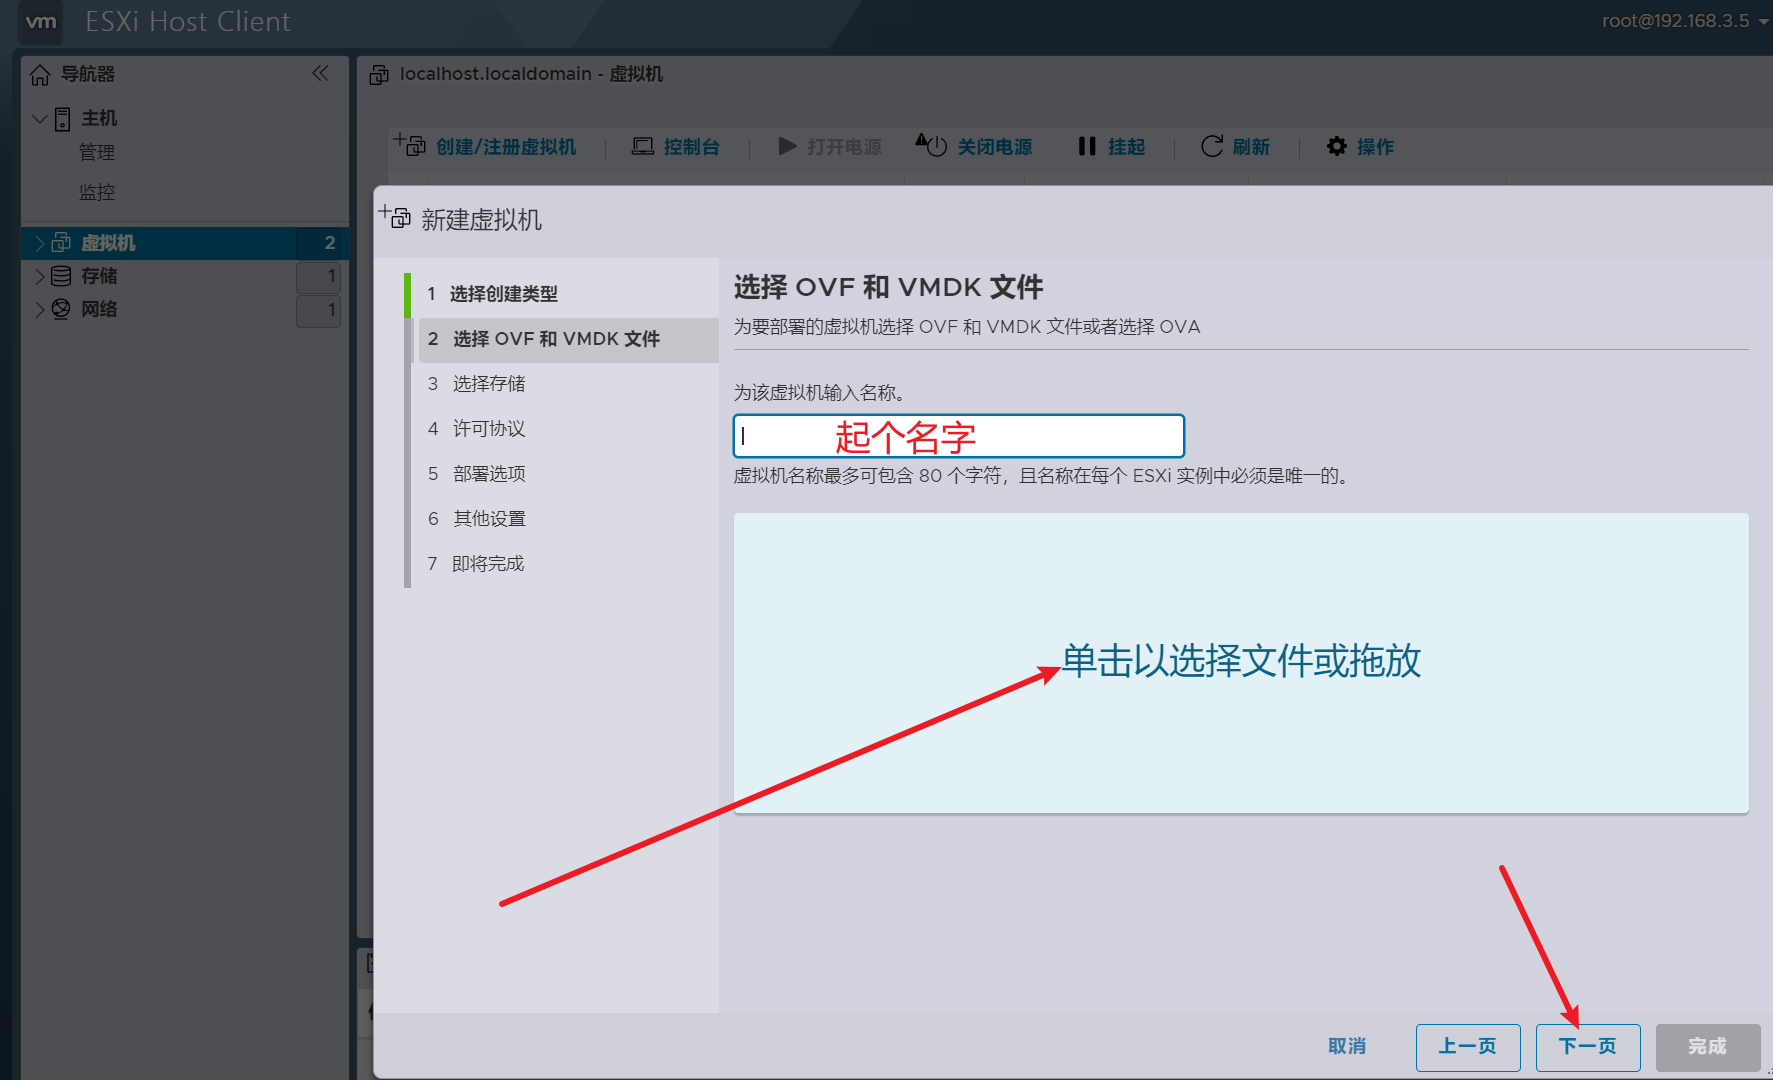 vm ESXi Host Client
root@192.168.3.5
导航器
主机
管理
监控
虚拟机 2
存储 1
网络 1
localhost.localdomain - 虚拟机
创建/注册虚拟机 控制台 打开电源 关闭电源 挂起 刷新 操作
新建虚拟机
1 选择创建类型
2 选择 OVF 和 VMDK 文件
3 选择存储
4 许可协议
5 部署选项
6 其他设置
7 即将完成
选择 OVF 和 VMDK 文件
为要部署的虚拟机选择 OVF 和 VMDK 文件或者选择 OVA
为该虚拟机输入名称。
起个名字
虚拟机名称最多可包含 80 个字符，且名称在每个 ESXi 实例中必须是唯一的。
单击以选择文件或拖放
取消 上一页 下一页 完成